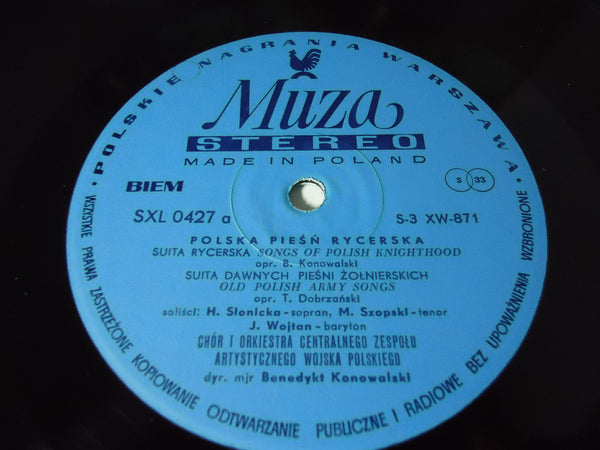 • POLSKIE NAGRANIA WARSZAWA •
Muza
STEREO
MADE IN POLAND
BIEM
S 33
SXL 0427 a
S-3 XW-871
POLSKA PIEŚŃ RYCERSKA
SUITA RYCERSKA SONGS OF POLISH KNIGHTHOOD
opr. B. Konowalski
SUITA DAWNYCH PIEŚNI ŻOŁNIERSKICH
OLD POLISH ARMY SONGS
opr. T. Dobrzański
soliści: H. Słonicka-sopran, M. Szopski-tenor
J. Wojtan-baryton
CHÓR I ORKIESTRA CENTRALNEGO ZESPOŁU
ARTYSTYCZNEGO WOJSKA POLSKIEGO
dyr. mjr Benedykt Konowalski
WSZYSTKIE PRAWA ZASTRZEŻONE KOPIOWANIE ODTWARZANIE PUBLICZNE I RADIOWE BEZ UPOWAŻNIENIA WZBRONIONE